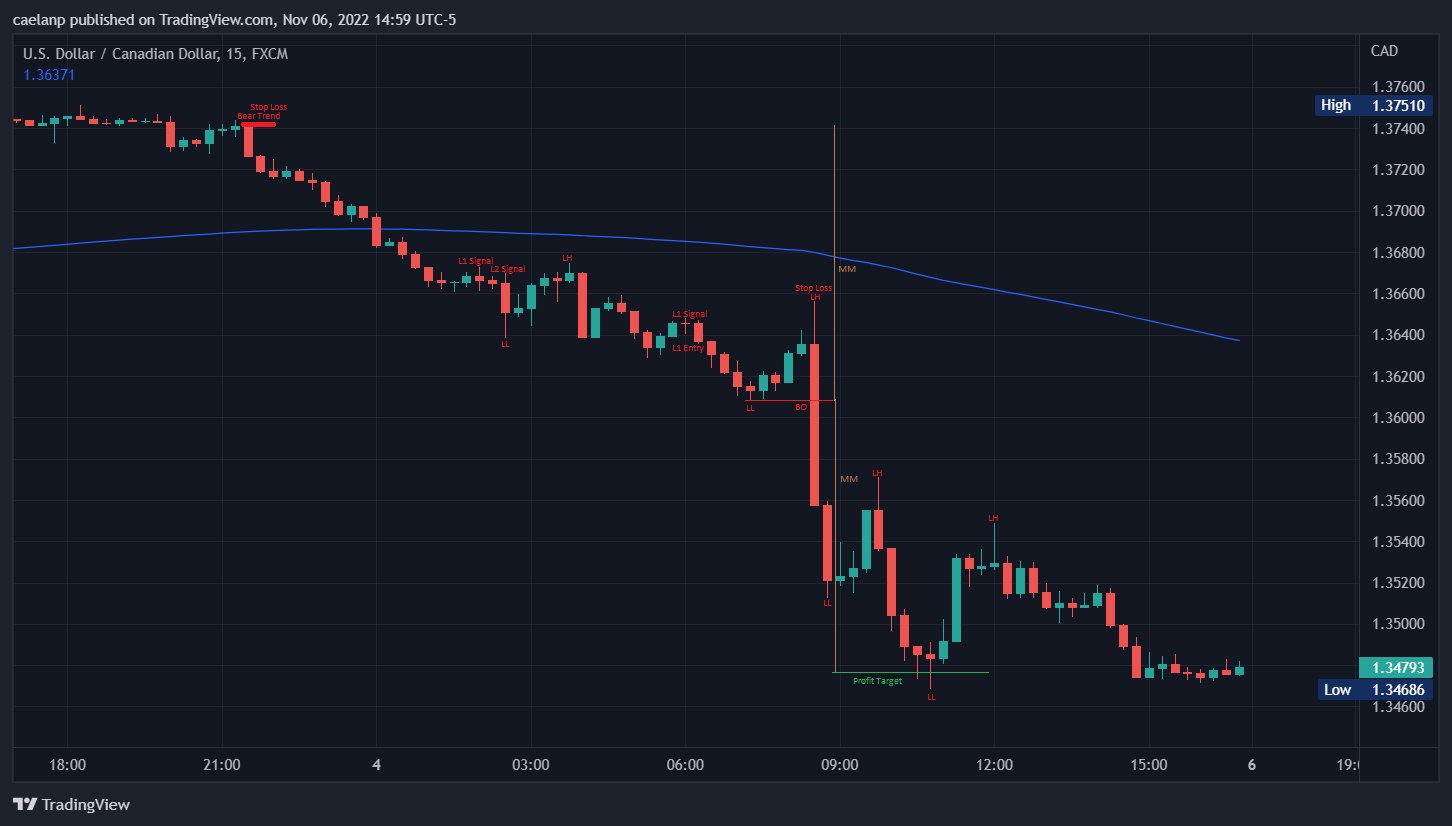 caelanp published on TradingView.com, Nov 06, 2022 14:59 UTC-5
U.S. Dollar / Canadian Dollar, 15, FXCM
1.36371
CAD
1.37600
High 1.37510
1.37400
1.37200
1.37000
1.36800
1.36600
1.36400
1.36200
1.36000
1.35800
1.35600
1.35400
1.35200
1.35000
1.34793
Low 1.34686
1.34600
Stop Loss
Bear Trend
L1 Signal
L2 Signal
LH
LL
L1 Signal
L1 Entry
LL
BO
Stop Loss
LH
MM
MM
LL
LH
Profit Target
LL
LH
18:00 21:00 4 03:00 06:00 09:00 12:00 15:00 6 19:0
TradingView